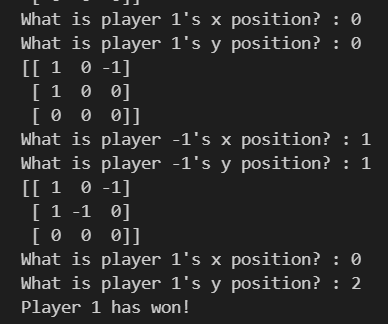 What is player 1's x position? : 0
What is player 1's y position? : 0
[[ 1  0 -1]
 [ 1  0  0]
 [ 0  0  0]]
What is player -1's x position? : 1
What is player -1's y position? : 1
[[ 1  0 -1]
 [ 1 -1  0]
 [ 0  0  0]]
What is player 1's x position? : 0
What is player 1's y position? : 2
Player 1 has won!